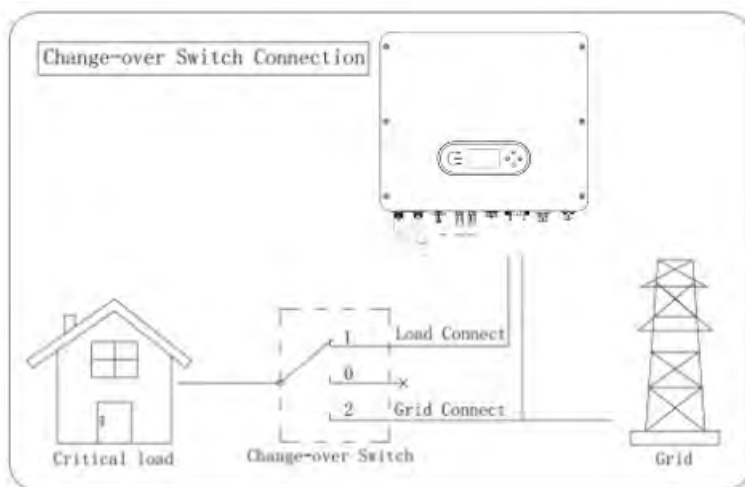 Change-over Switch Connection
1
Load Connect
0
2
Grid Connect
Critical load
Change-over Switch
Grid